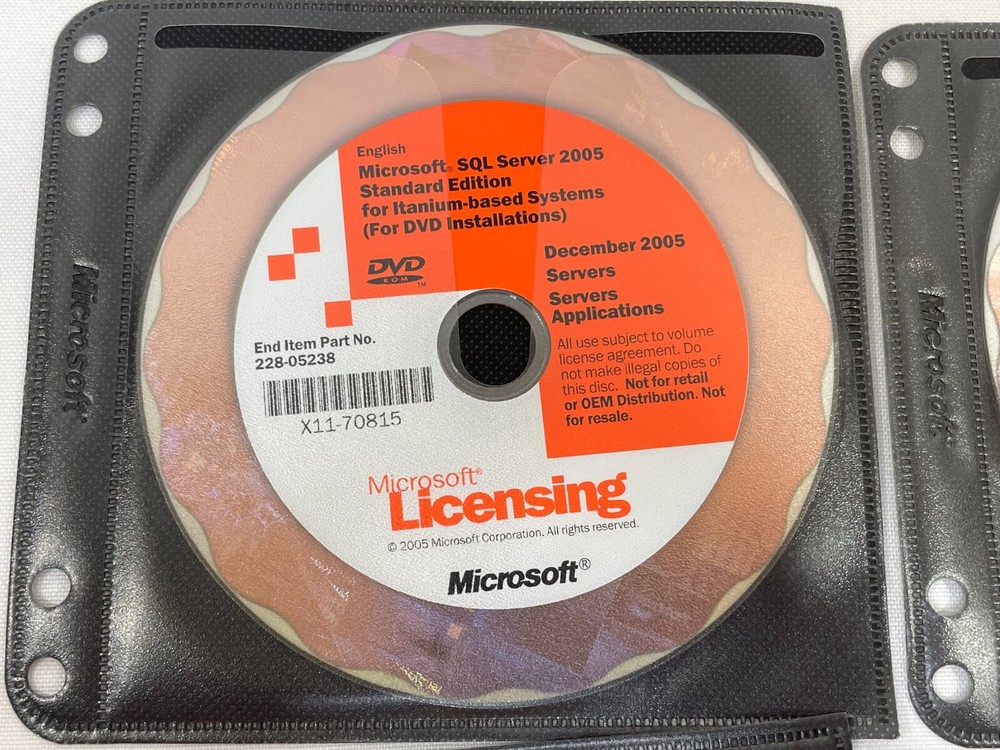 English
Microsoft® SQL Server 2005
Standard Edition
for Itanium-based Systems
(For DVD Installations)
DVD
ROM
TM
December 2005
Servers
Servers
Applications
All use subject to volume
license agreement. Do
not make illegal copies of
this disc. Not for retail
or OEM Distribution. Not
for resale.
End Item Part No.
228-05238
X11-70815
Microsoft®
Licensing
© 2005 Microsoft Corporation. All rights reserved.
Microsoft®
Microsoft
Microsoft